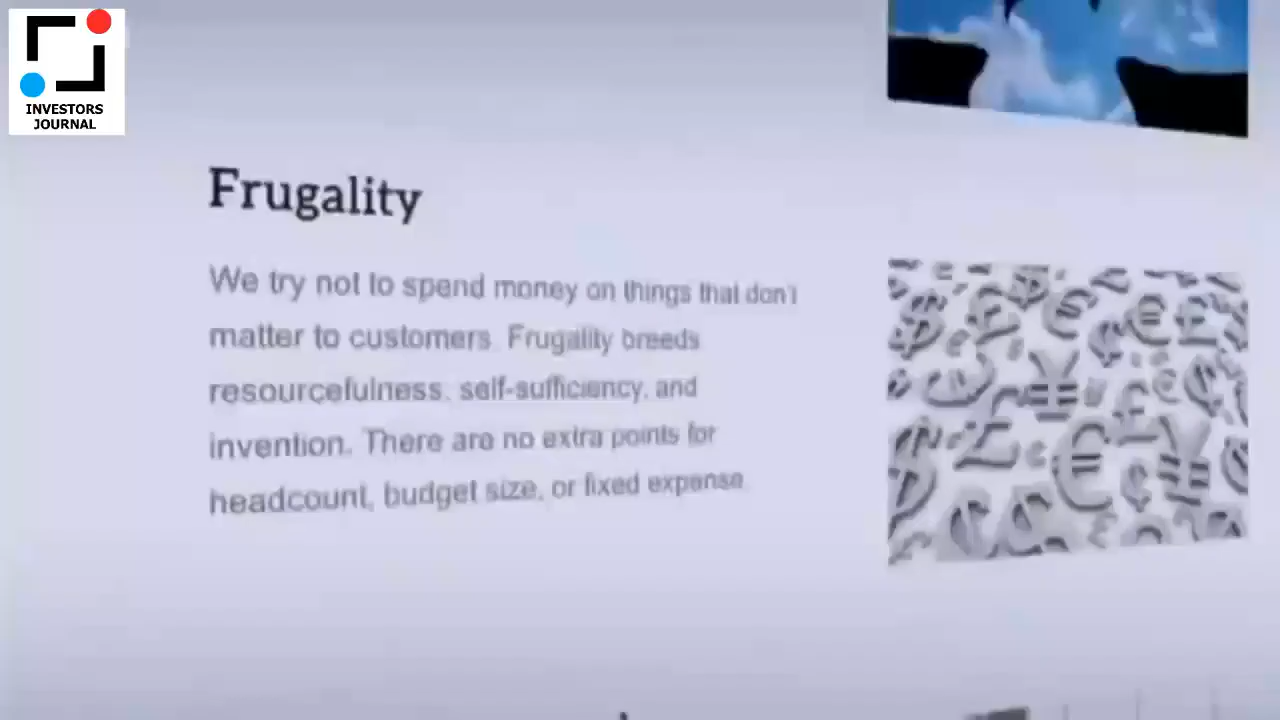 INVESTORS
JOURNAL
Frugality
We try not to spend money on things that don't
matter to customers. Frugality breeds
resourcefulness, self-sufficiency, and
invention. There are no extra points for
headcount, budget size, or fixed expense.